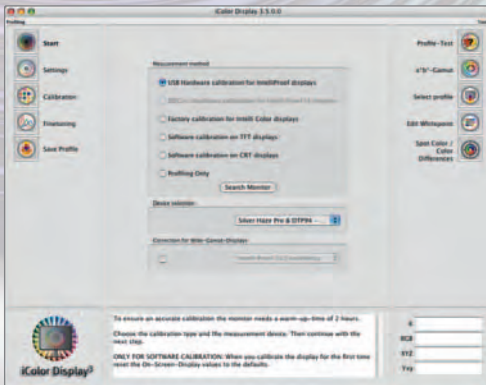 iColor Display 3.5.0.0
Profiling
Start
Settings
Calibration
Finetuning
Save Profile
Measurement method
USB Hardware calibration for IntelliProof displays
Factory calibration for Intelli Color displays
Software calibration on TFT displays
Software calibration on CRT displays
Profiling Only
Search Monitor
Device selection
Silver Haze Pro & DTP94 -
Correction for Wide-Gamut-Displays
Profile-Test
a*b*-Gamut
Select profile
Edit Whitepoint
Spot Color /
Color
Differences
To ensure an accurate calibration the monitor needs a warm-up-time of 2 hours.
Choose the calibration type and the measurement device. Then continue with the
next step.
ONLY FOR SOFTWARE CALIBRATION: When you calibrate the display for the first time
reset the On-Screen-Display values to the defaults.
iColor Display3
RGB
XYZ
Yxy